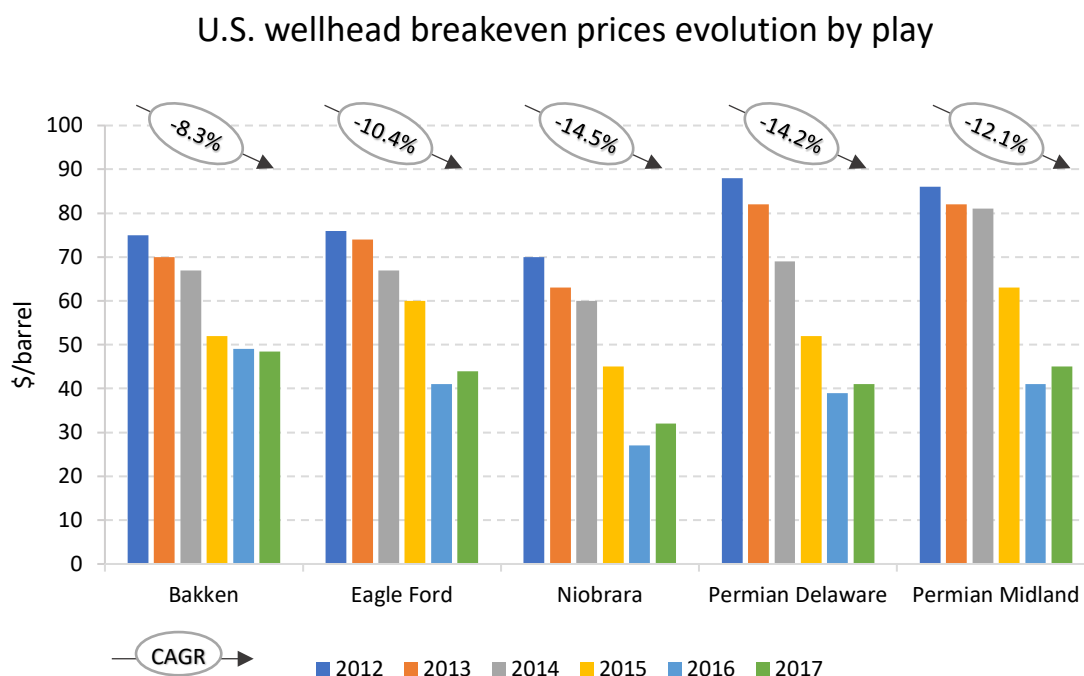 U.S. wellhead breakeven prices evolution by play
-8.3% -10.4% -14.5% -14.2% -12.1%
100
90
80
70
60
50
40
30
20
10
0
$/barrel
Bakken Eagle Ford Niobrara Permian Delaware Permian Midland
CAGR
2012 2013 2014 2015 2016 2017